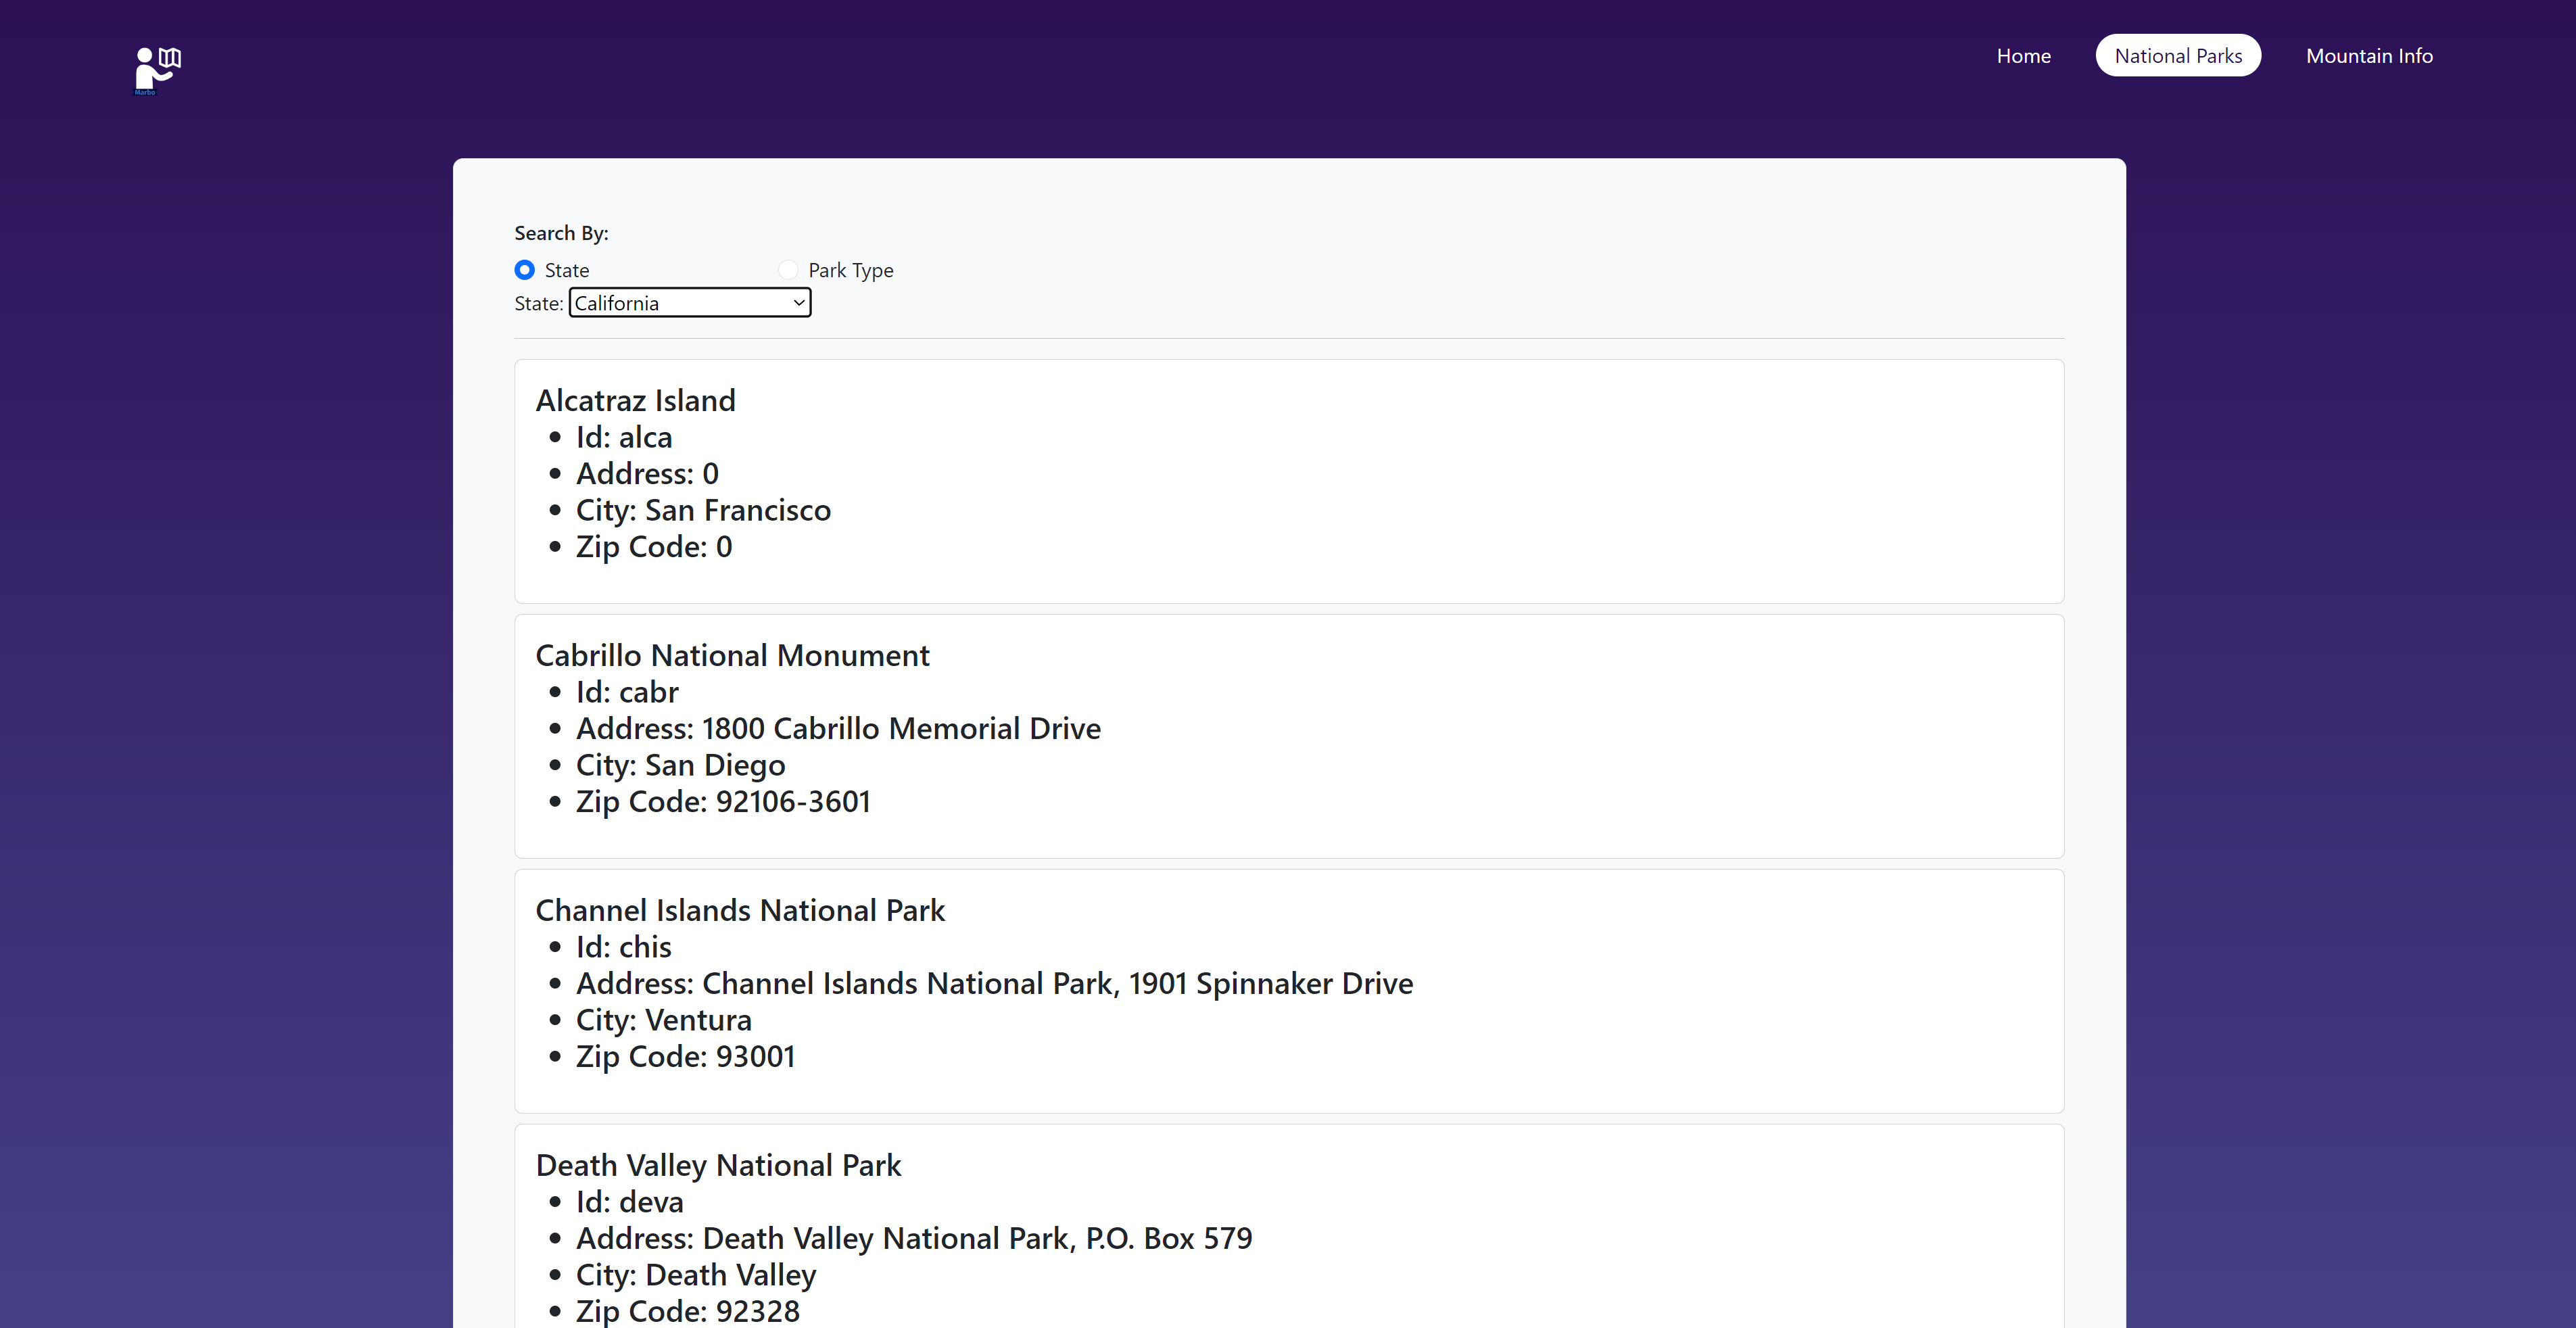 Marbo
Home
National Parks
Mountain Info
Search By:
State
Park Type
State: California
Alcatraz Island
Id: alca
Address: 0
City: San Francisco
Zip Code: 0
Cabrillo National Monument
Id: cabr
Address: 1800 Cabrillo Memorial Drive
City: San Diego
Zip Code: 92106-3601
Channel Islands National Park
Id: chis
Address: Channel Islands National Park, 1901 Spinnaker Drive
City: Ventura
Zip Code: 93001
Death Valley National Park
Id: deva
Address: Death Valley National Park, P.O. Box 579
City: Death Valley
Zip Code: 92328